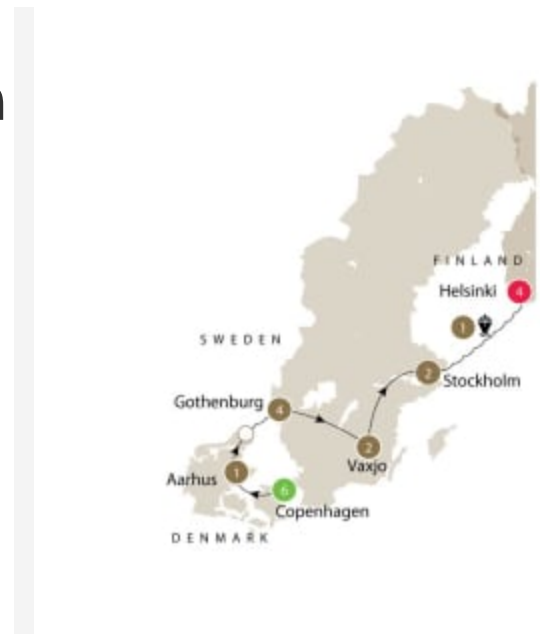 n
FINLAND
Helsinki 4
1
SWEDEN
2 Stockholm
Gothenburg 4
2
Vaxjo
Aarhus 1
6
Copenhagen
DENMARK